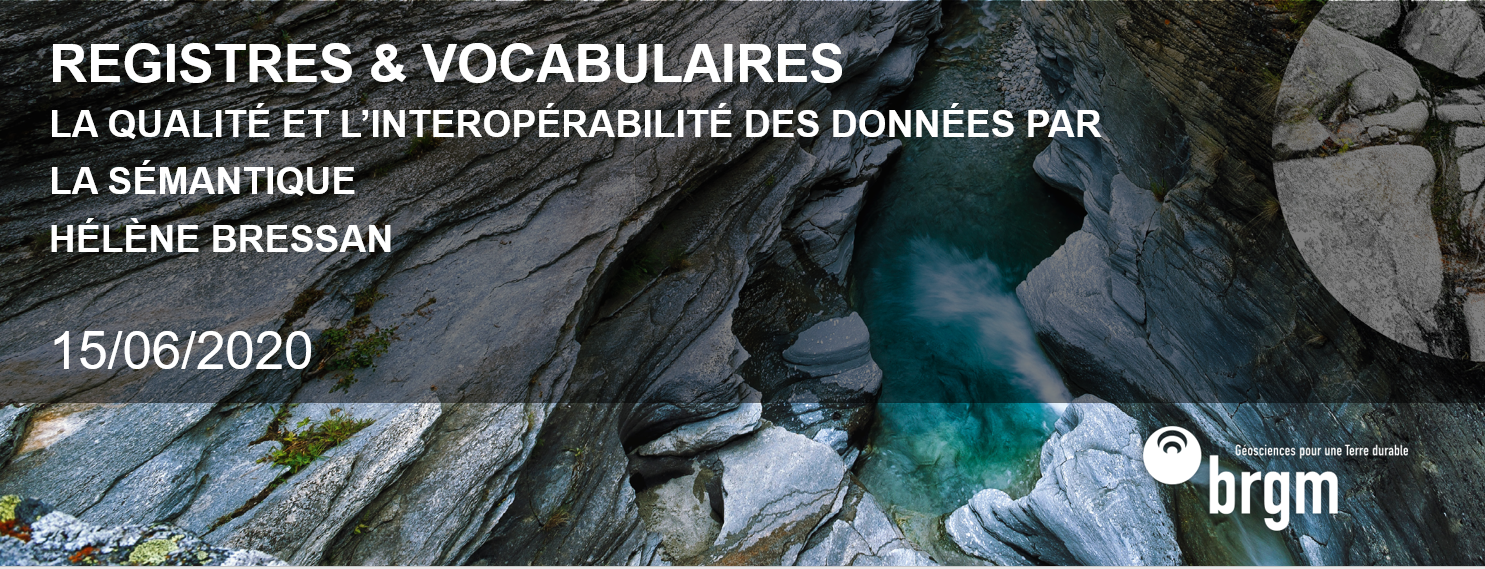 REGISTRES & VOCABULAIRES
LA QUALITÉ ET L’INTEROPÉRABILITÉ DES DONNÉES PAR
LA SÉMANTIQUE
HÉLÈNE BRESSAN
15/06/2020
Géosciences pour une Terre durable
brgm